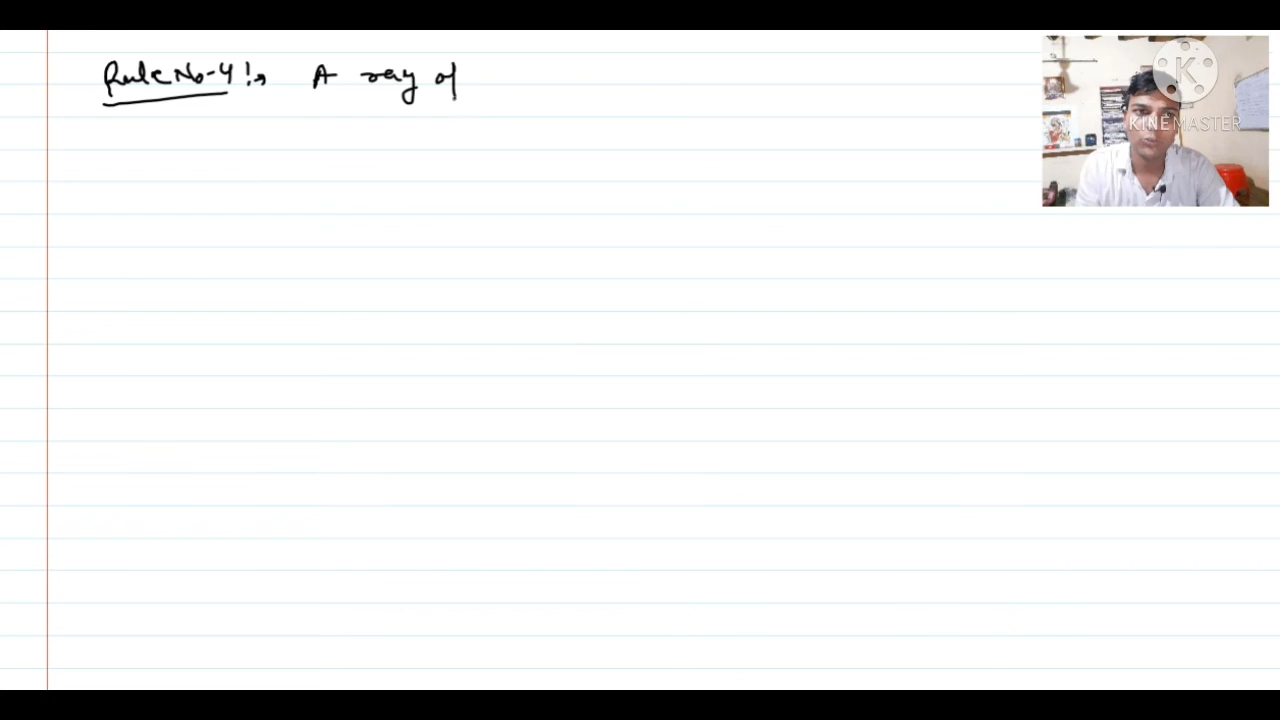 Rule No-4 :→ A ray of
K
KINEMASTER